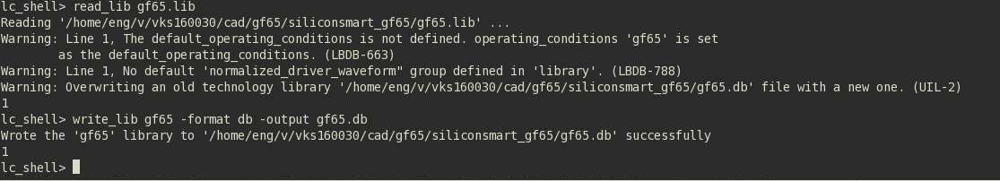 lc_shell> read_lib gf65.lib
Reading '/home/eng/v/vks160030/cad/gf65/siliconsmart_gf65/gf65.lib' ...
Warning: Line 1, The default_operating_conditions is not defined. operating_conditions 'gf65' is set
as the default_operating_conditions. (LBDB-663)
Warning: Line 1, No default 'normalized_driver_waveform" group defined in 'library'. (LBDB-788)
Warning: Overwriting an old technology library '/home/eng/v/vks160030/cad/gf65/siliconsmart_gf65/gf65.db' file with a new one. (UIL-2)
1
lc_shell> write_lib gf65 -format db -output gf65.db
Wrote the 'gf65' library to '/home/eng/v/vks160030/cad/gf65/siliconsmart_gf65/gf65.db' successfully
1
lc_shell>